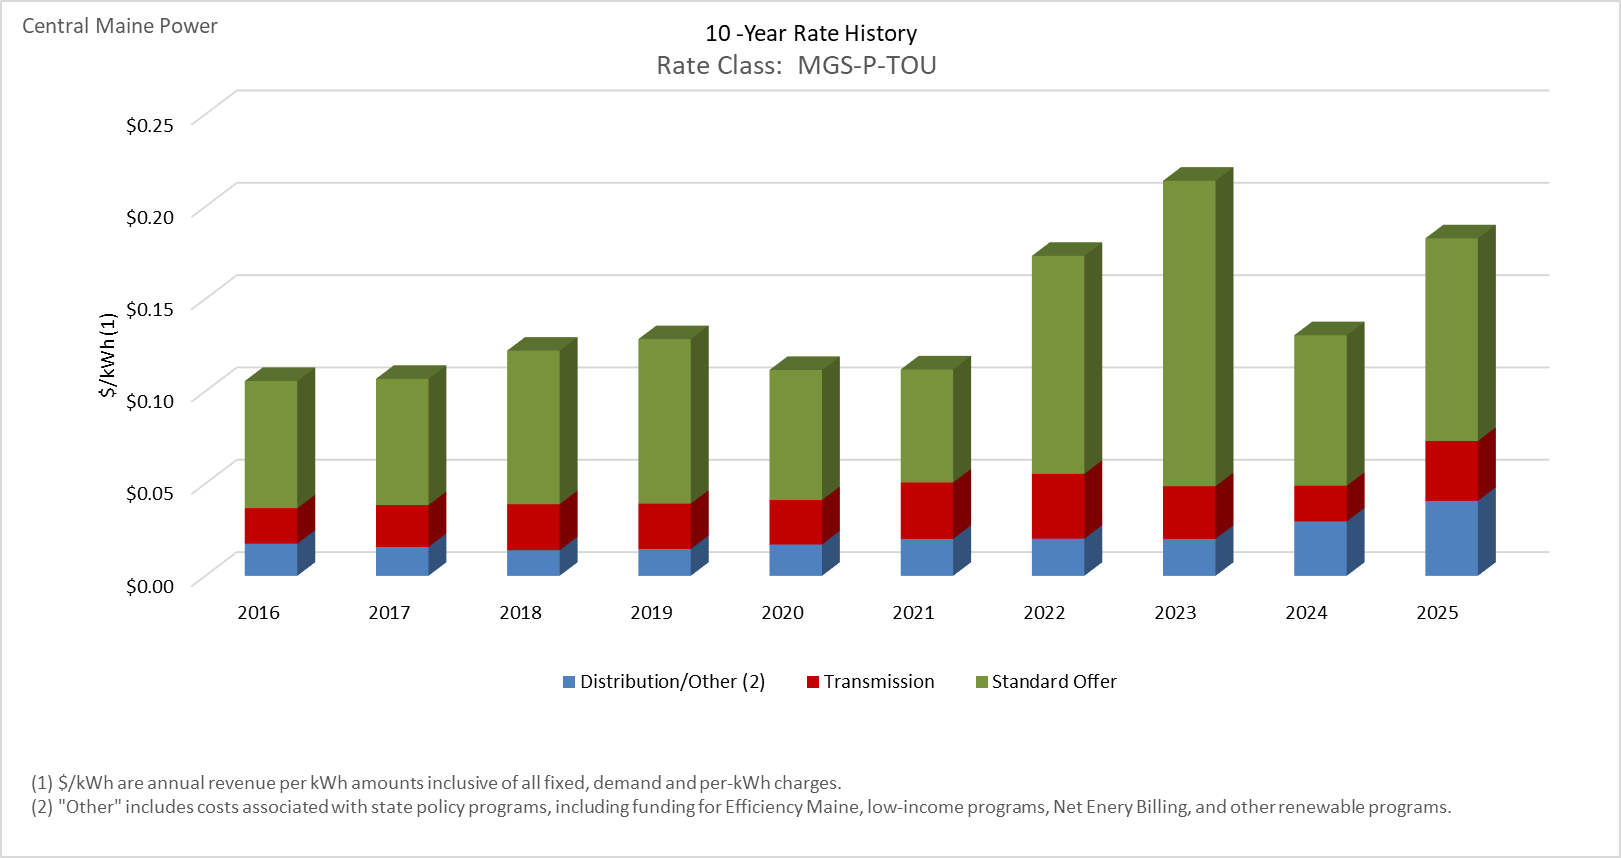 Central Maine Power
10 -Year Rate History
Rate Class:  MGS-P-TOU
$0.25
$0.20
$0.15
$0.10
$0.05
$0.00
$/kWh(1)
2016 2017 2018 2019 2020 2021 2022 2023 2024 2025
Distribution/Other (2) Transmission Standard Offer
(1) $/kWh are annual revenue per kWh amounts inclusive of all fixed, demand and per-kWh charges.
(2) "Other" includes costs associated with state policy programs, including funding for Efficiency Maine, low-income programs, Net Enery Billing, and other renewable programs.